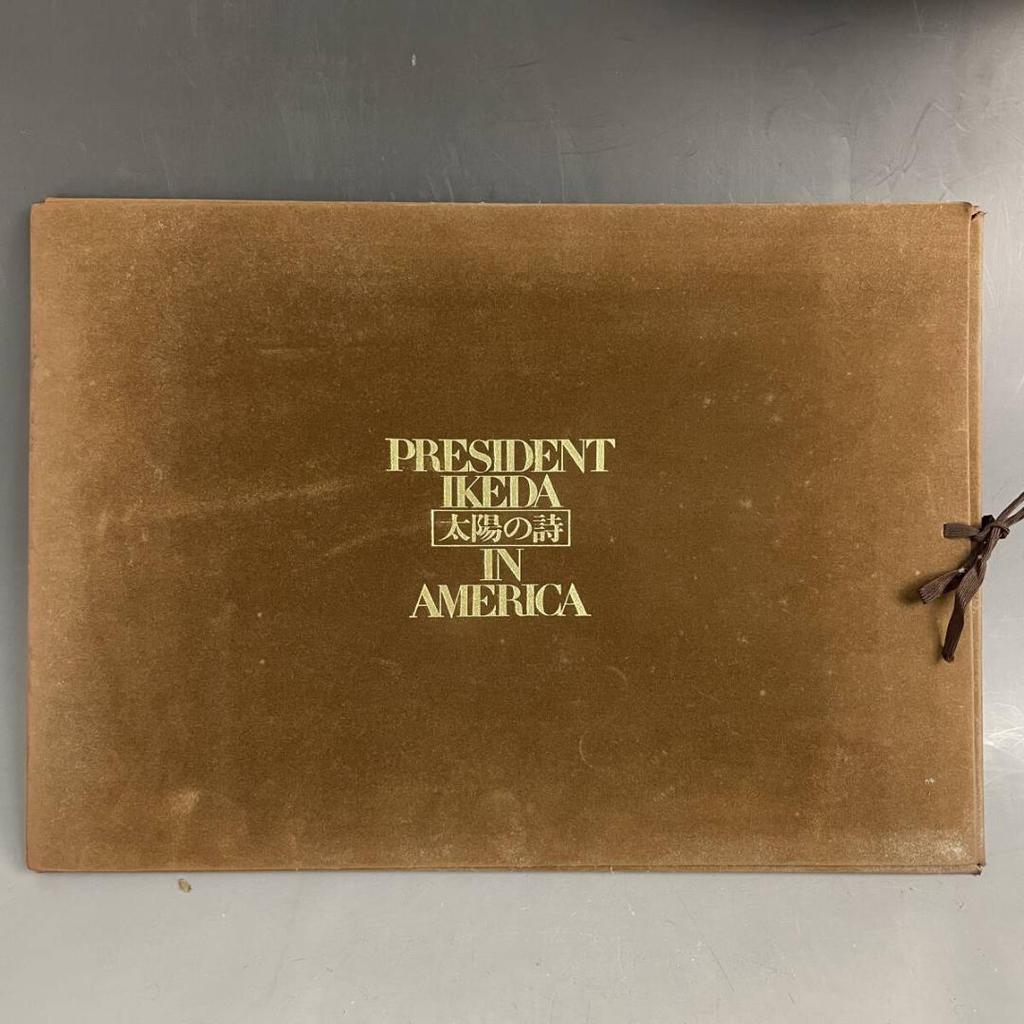 PRESIDENT
IKEDA
太陽の詩
IN
AMERICA